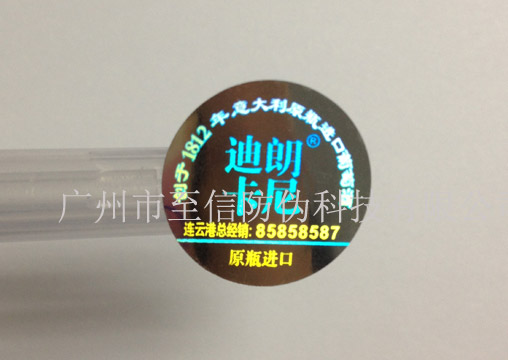 创于1812年意大利原瓶进口葡萄酒
迪朗®
卡尼
广州市至信防伪科技
连云港总经销:85858587
原瓶进口